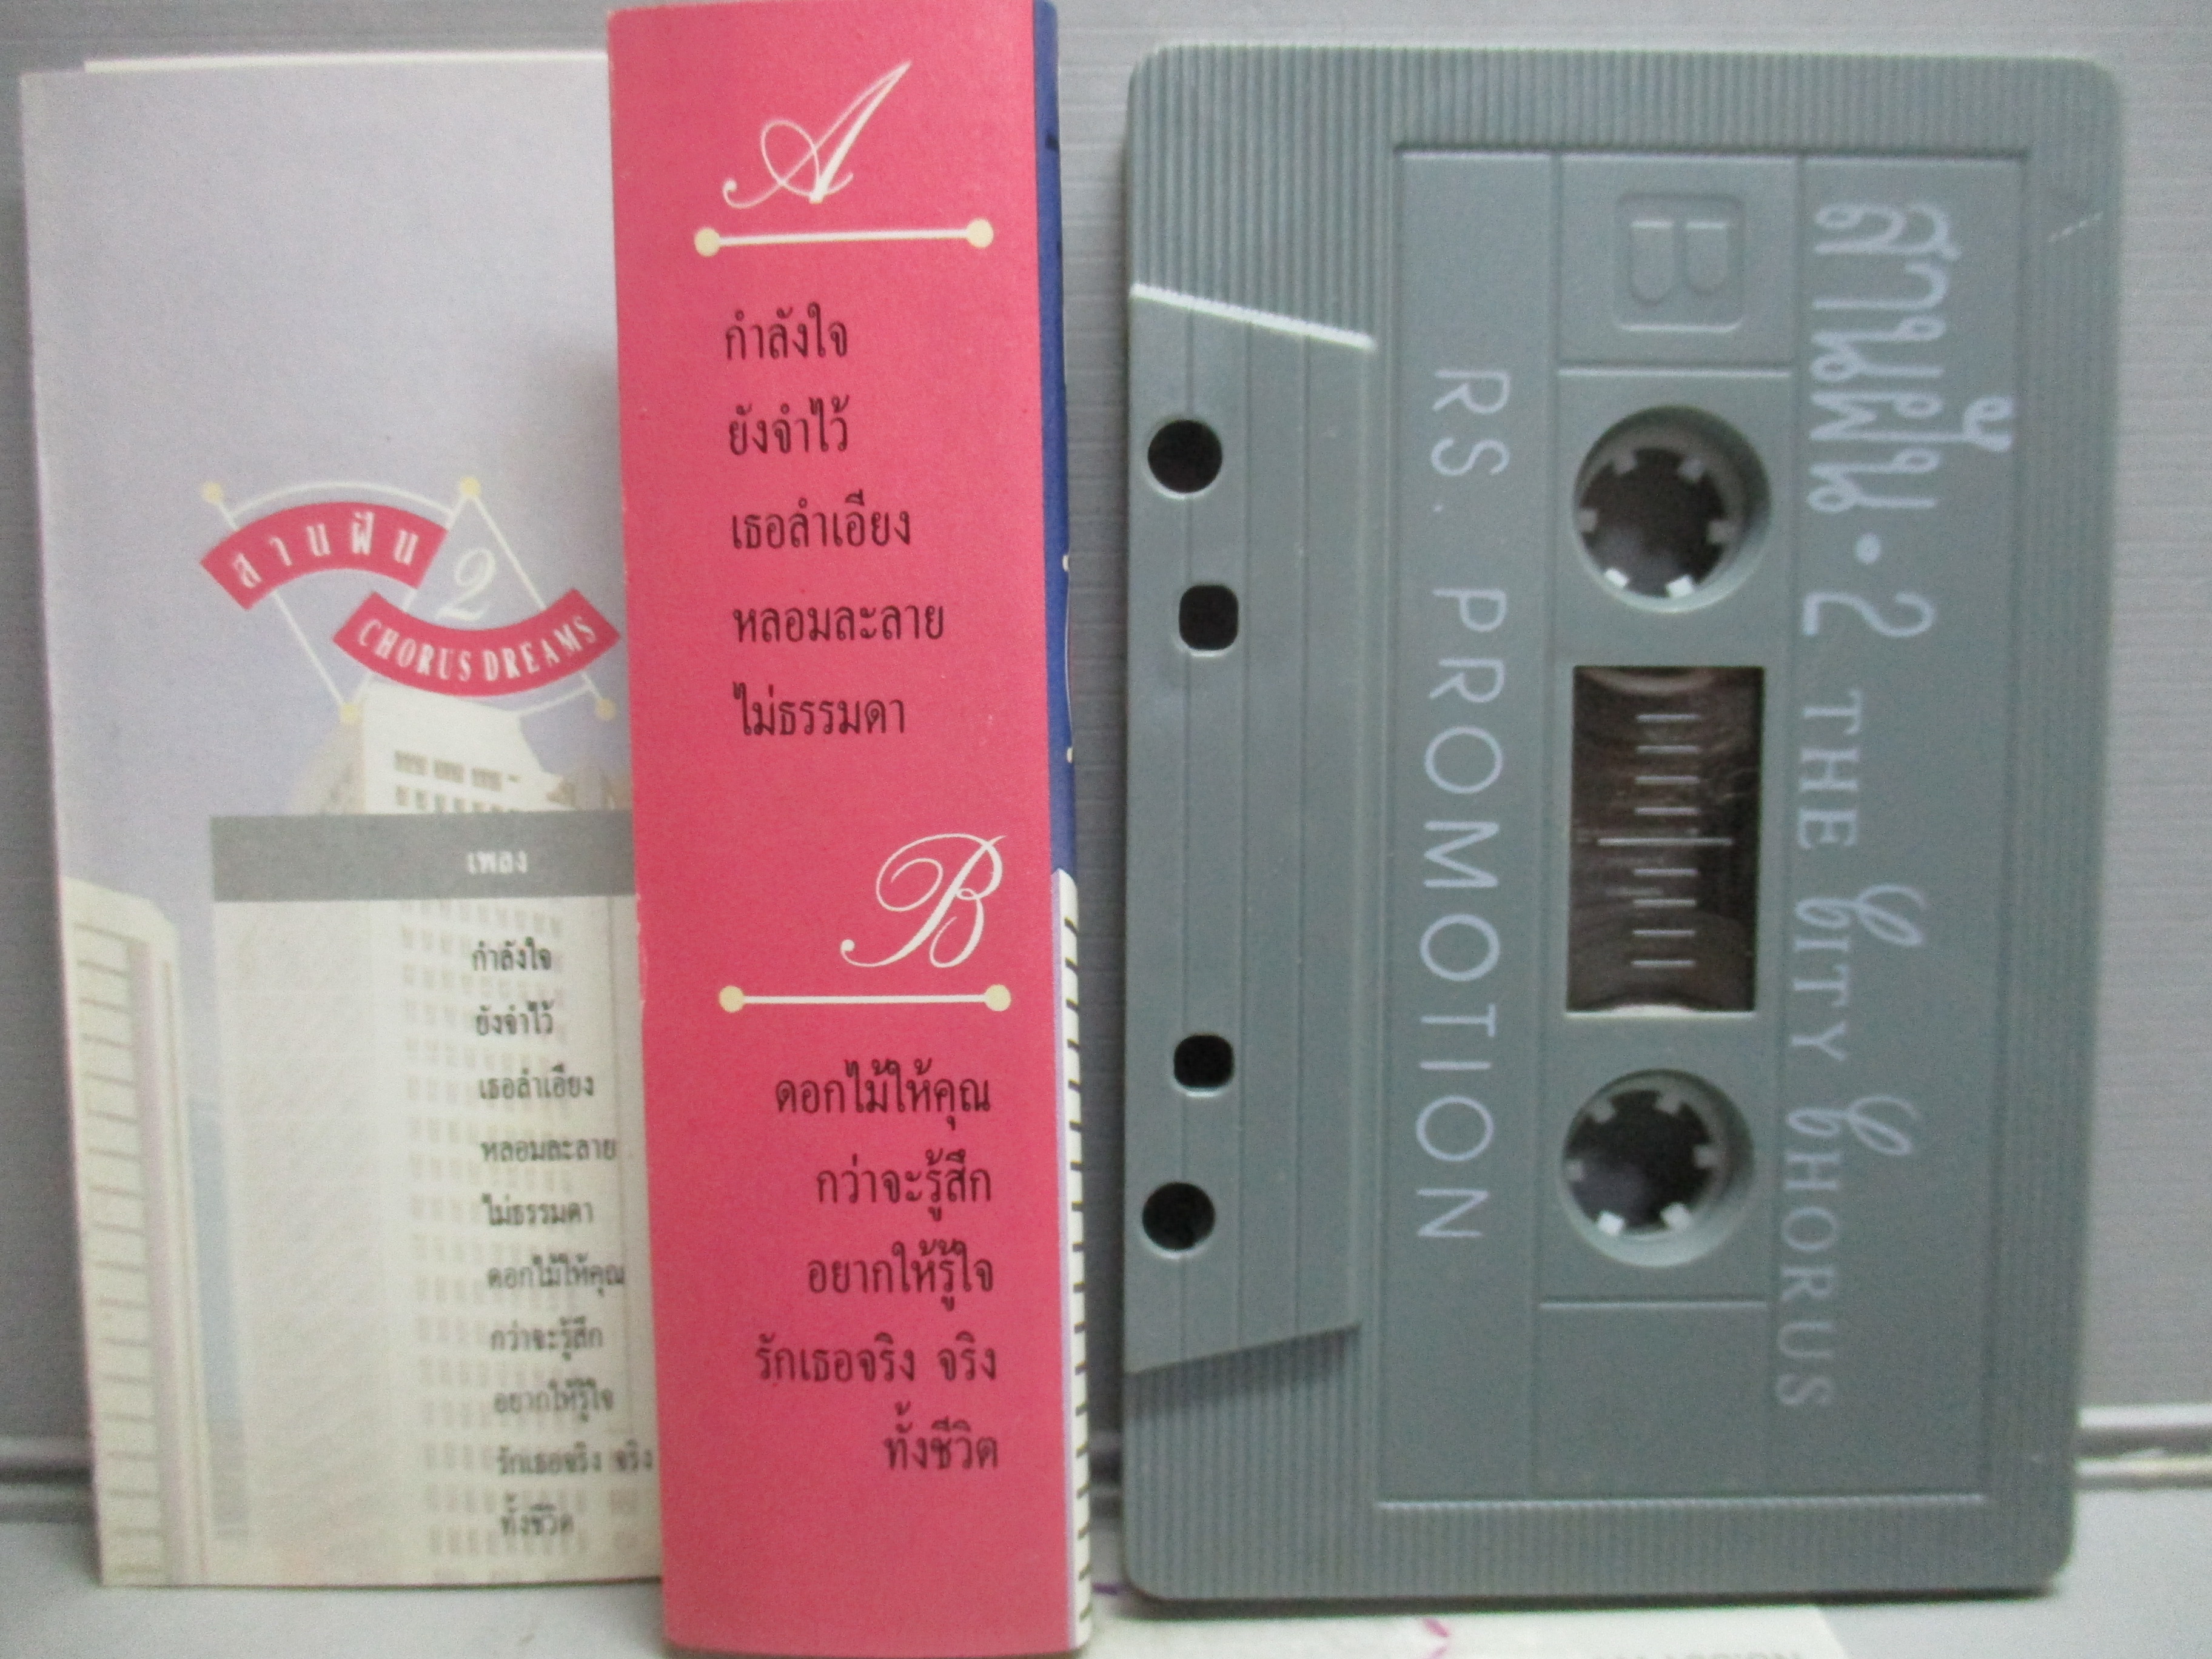 สานฝัน
2
CHORUS DREAMS
เพลง
กำลังใจ
ยังจำไว้
เธอลำเอียง
หลอมละลาย
ไม่ธรรมดา
ดอกไม้ให้คุณ
กว่าจะรู้สึก
อยากให้รู้ใจ
รักเธอจริง จริง
ทั้งชีวิต
A
กำลังใจ
ยังจำไว้
เธอลำเอียง
หลอมละลาย
ไม่ธรรมดา
B
ดอกไม้ให้คุณ
กว่าจะรู้สึก
อยากให้รู้ใจ
รักเธอจริง จริง
ทั้งชีวิต
สานฝัน • 2 THE CITY CHORUS
B
RS. PROMOTION